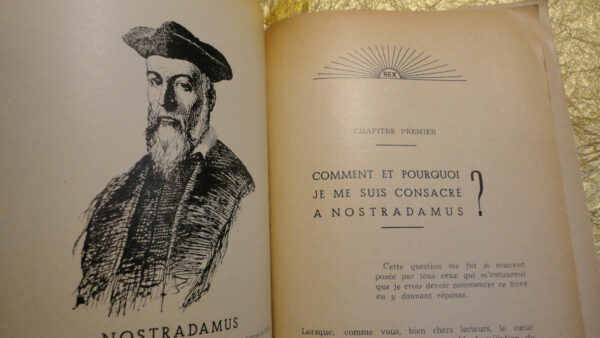 NOSTRADAMUS
REX
CHAPITRE PREMIER
COMMENT ET POURQUOI
JE ME SUIS CONSACRÉ
A NOSTRADAMUS ?
Cette question me fut si souvent
posée par tous ceux qui m'entourent
que je crois devoir commencer ce livre
en y donnant réponse.
Lorsque, comme vous, bien chers lecteurs, le cœur